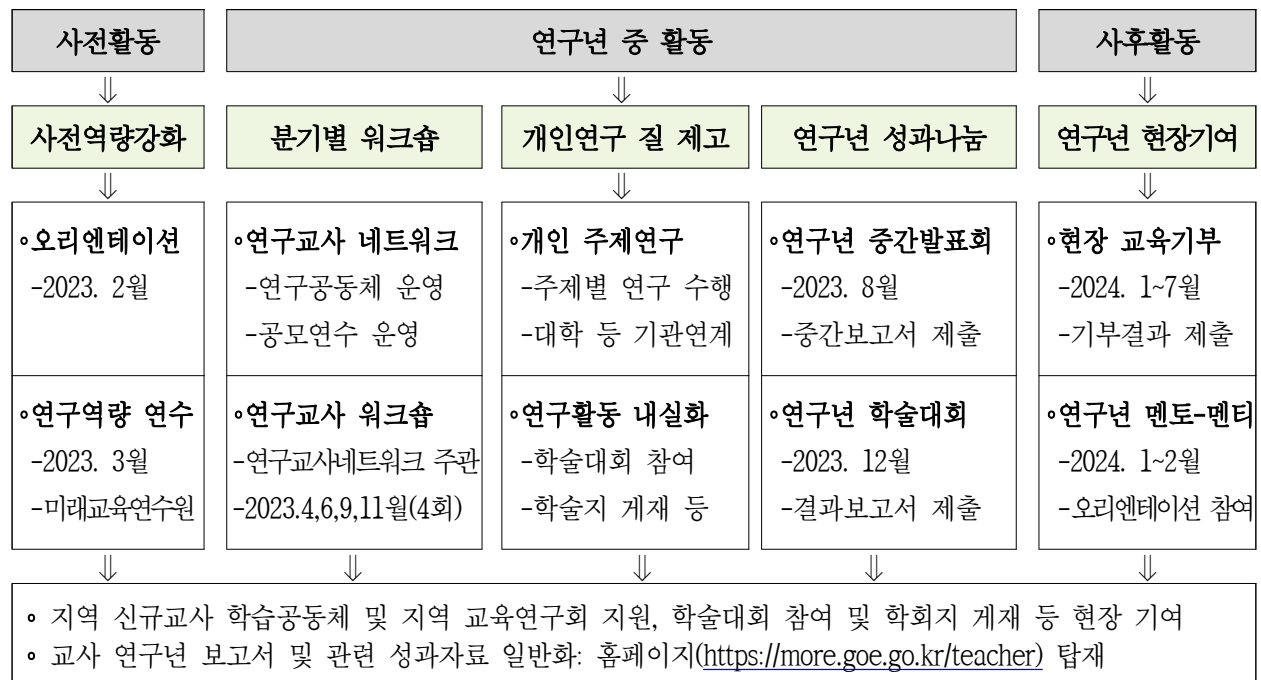 사전활동
연구년 중 활동
사후활동
⇓ ⇓ ⇓
사전역량강화
분기별 워크숍
개인연구 질 제고
연구년 성과나눔
연구년 현장기여
⇓ ⇓ ⇓
∘오리엔테이션
-2023. 2월
∘연구역량 연수
-2023. 3월
-미래교육연수원
∘연구교사 네트워크
-연구공동체 운영
-공모연수 운영
∘연구교사 워크숍
-연구교사네트워크 주관
-2023.4,6,9,11월(4회)
∘개인 주제연구
-주제별 연구 수행
-대학 등 기관연계
∘연구활동 내실화
-학술대회 참여
-학술지 게재 등
∘연구년 중간발표회
-2023. 8월
-중간보고서 제출
∘연구년 학술대회
-2023. 12월
-결과보고서 제출
∘현장 교육기부
-2024. 1~7월
-기부결과 제출
∘연구년 멘토-멘티
-2024. 1~2월
-오리엔테이션 참여
⇓ ⇓ ⇓ ⇓ ⇓
∘ 지역 신규교사 학습공동체 및 지역 교육연구회 지원, 학술대회 참여 및 학회지 게재 등 현장 기여
∘ 교사 연구년 보고서 및 관련 성과자료 일반화: 홈페이지(https://more.goe.go.kr/teacher) 탑재